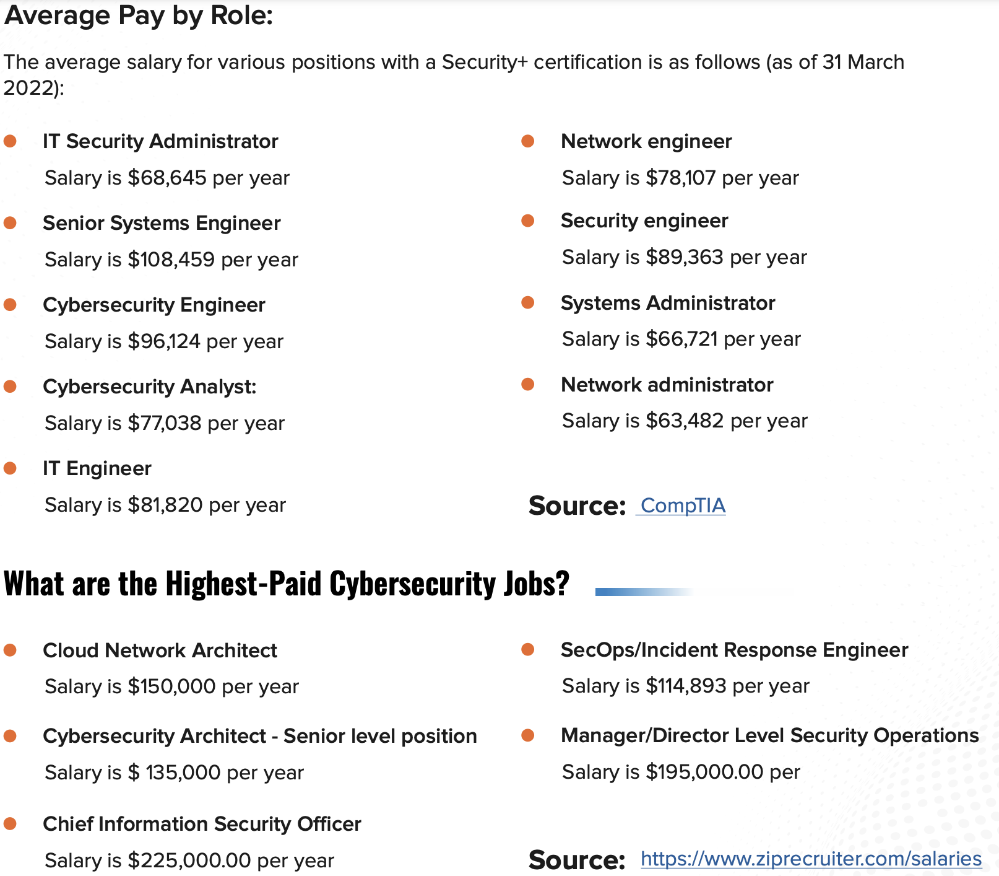 Average Pay by Role:
The average salary for various positions with a Security+ certification is as follows (as of 31 March
2022):
IT Security Administrator
Salary is $68,645 per year
Senior Systems Engineer
Salary is $108,459 per year
Cybersecurity Engineer
Salary is $96,124 per year
Cybersecurity Analyst:
Salary is $77,038 per year
IT Engineer
Salary is $81,820 per year
Network engineer
Salary is $78,107 per year
Security engineer
Salary is $89,363 per year
Systems Administrator
Salary is $66,721 per year
Network administrator
Salary is $63,482 per year
Source: CompTIA
What are the Highest-Paid Cybersecurity Jobs?
Cloud Network Architect
Salary is $150,000 per year
Cybersecurity Architect - Senior level position
Salary is $ 135,000 per year
Chief Information Security Officer
Salary is $225,000.00 per year
SecOps/Incident Response Engineer
Salary is $114,893 per year
Manager/Director Level Security Operations
Salary is $195,000.00 per
Source: https://www.ziprecruiter.com/salaries